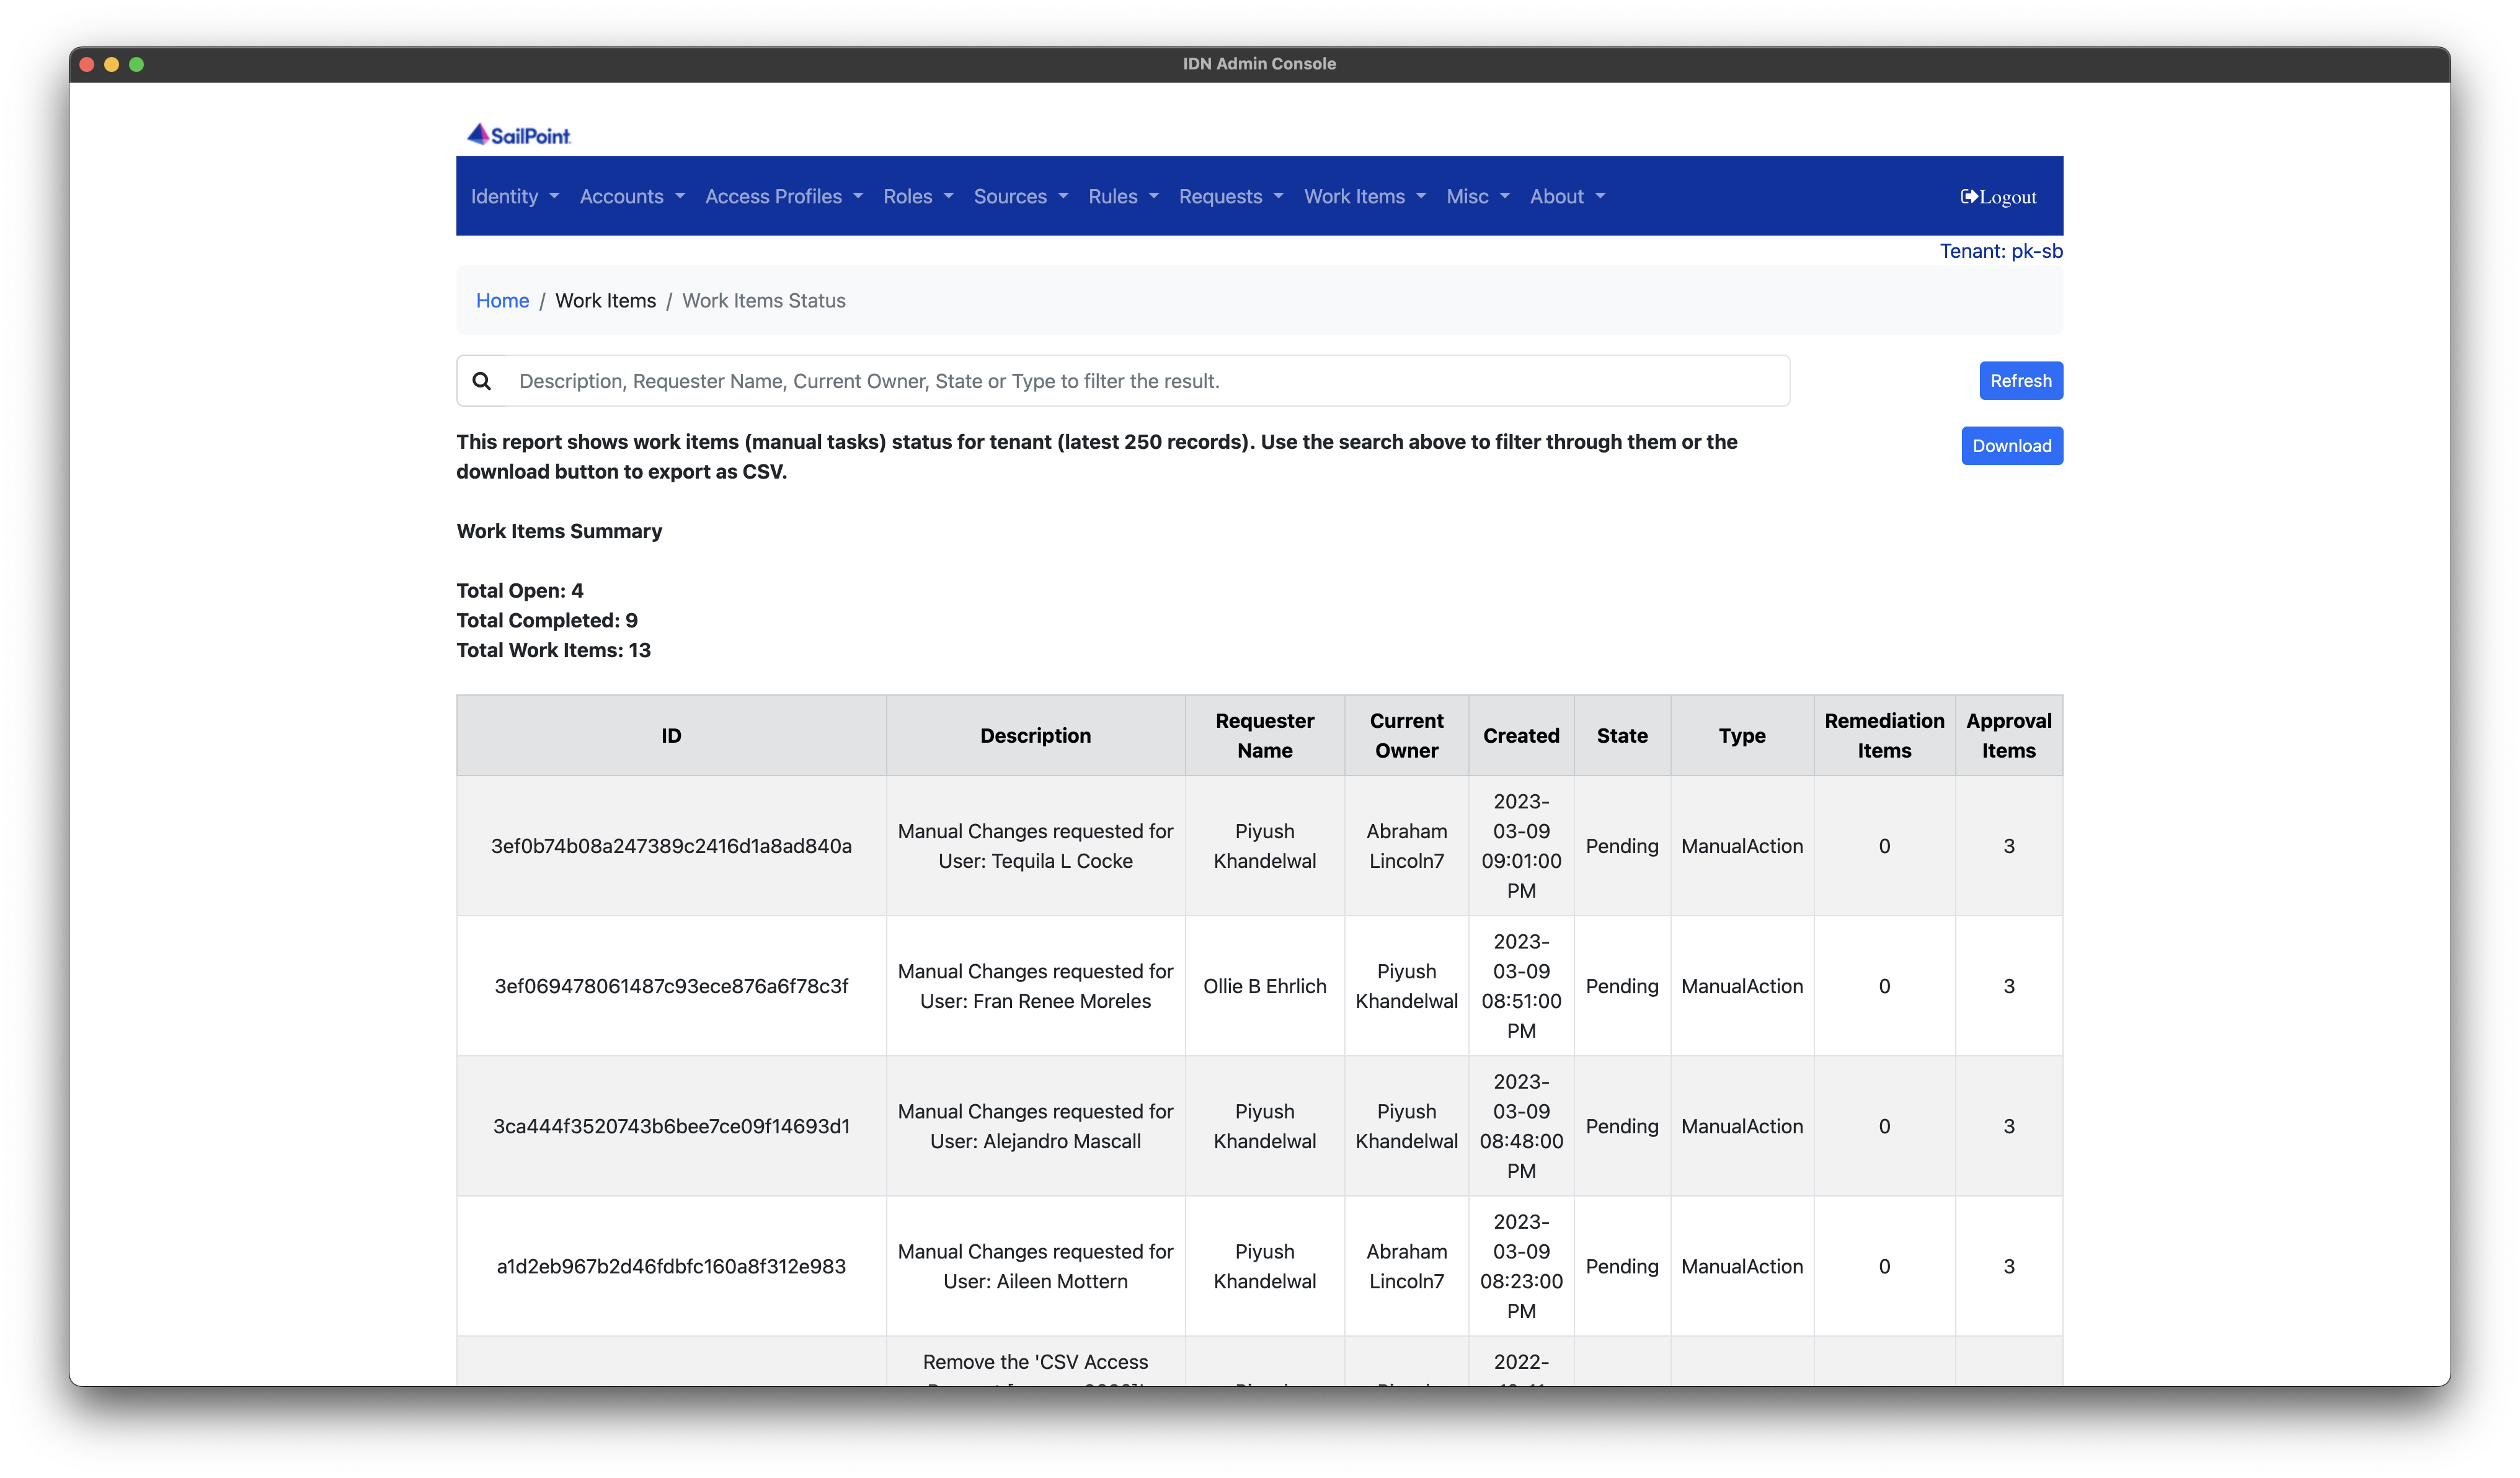 IDN Admin Console
SailPoint.
Identity Accounts Access Profiles Roles Sources Rules Requests Work Items Misc About Logout
Tenant: pk-sb
Home / Work Items / Work Items Status
Description, Requester Name, Current Owner, State or Type to filter the result.
Refresh
This report shows work items (manual tasks) status for tenant (latest 250 records). Use the search above to filter through them or the
download button to export as CSV.
Download
Work Items Summary
Total Open: 4
Total Completed: 9
Total Work Items: 13
ID Description Requester Name Current Owner Created State Type Remediation Items Approval Items
3ef0b74b08a247389c2416d1a8ad840a
Manual Changes requested for
User: Tequila L Cocke
Piyush
Khandelwal
Abraham
Lincoln7
2023-
03-09
09:01:00
PM
Pending
ManualAction
0
3
3ef069478061487c93ece876a6f78c3f
Manual Changes requested for
User: Fran Renee Moreles
Ollie B Ehrlich
Piyush
Khandelwal
2023-
03-09
08:51:00
PM
Pending
ManualAction
0
3
3ca444f3520743b6bee7ce09f14693d1
Manual Changes requested for
User: Alejandro Mascall
Piyush
Khandelwal
Piyush
Khandelwal
2023-
03-09
08:48:00
PM
Pending
ManualAction
0
3
a1d2eb967b2d46fdbfc160a8f312e983
Manual Changes requested for
User: Aileen Mottern
Piyush
Khandelwal
Abraham
Lincoln7
2023-
03-09
08:23:00
PM
Pending
ManualAction
0
3
Remove the 'CSV Access
2022-